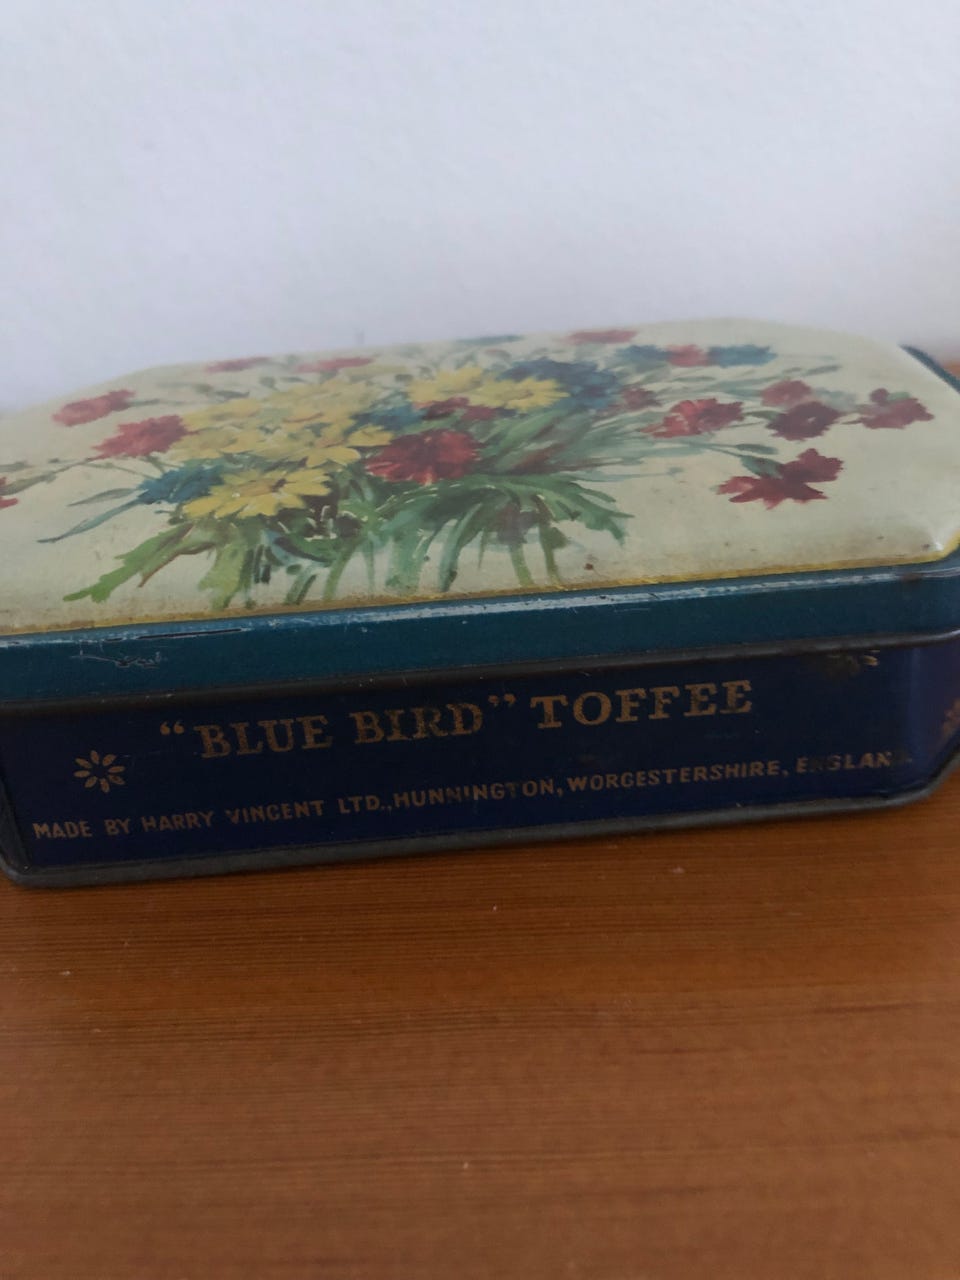 “BLUE BIRD” TOFFEE
MADE BY HARRY VINCENT LTD., HUNNINGTON, WORCESTERSHIRE, ENGLAND.